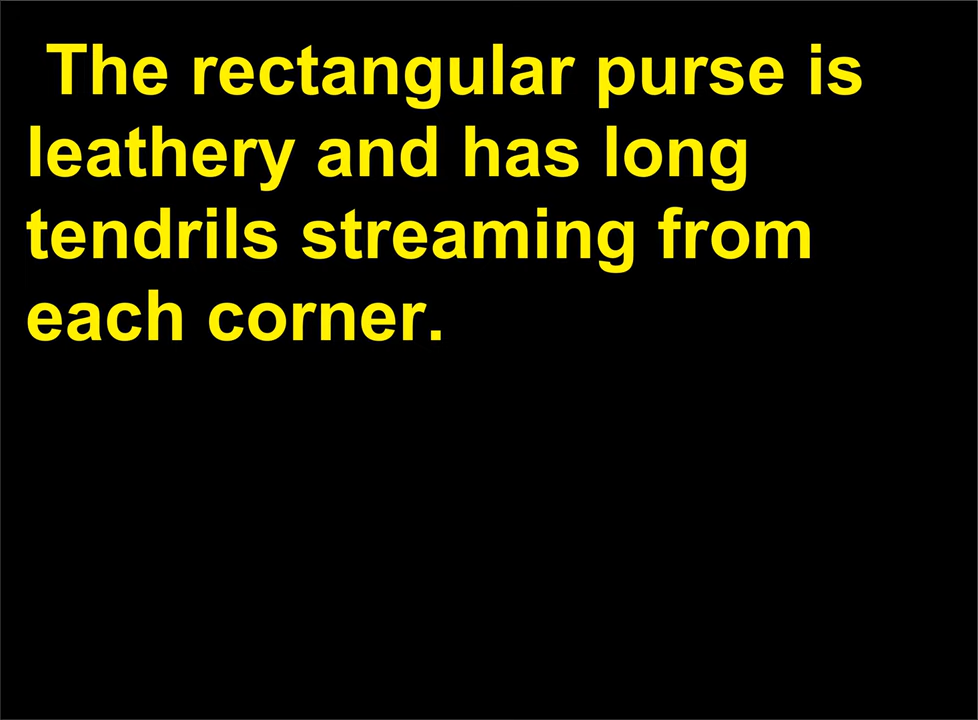 The rectangular purse is
leathery and has long
tendrils streaming from
each corner.